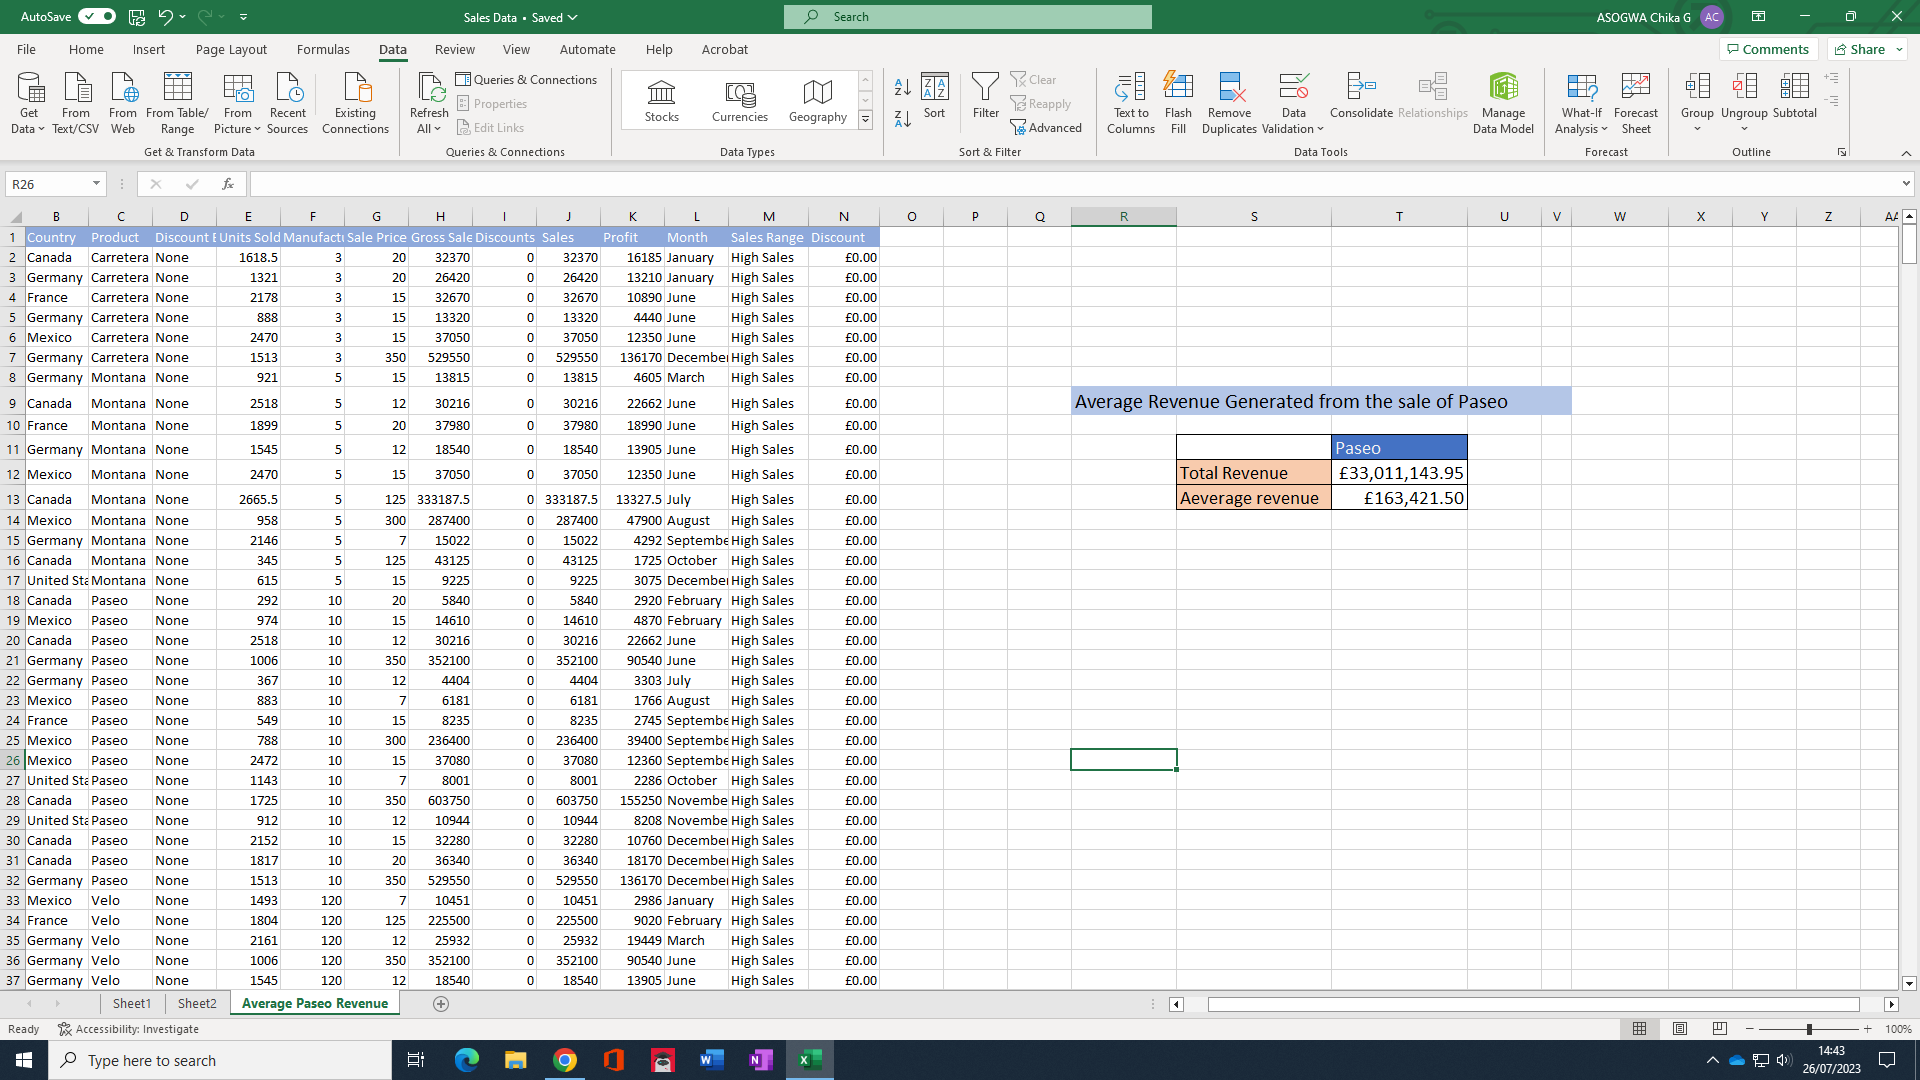 AutoSave Sales Data • Saved Search ASOGWA Chika G AC
File Home Insert Page Layout Formulas Data Review View Automate Help Acrobat Comments Share
Get Data From Text/CSV From Web From Table/ Range From Picture Recent Sources Existing Connections
Get & Transform Data
Refresh All Queries & Connections Properties Edit Links
Queries & Connections
Stocks Currencies Geography
Data Types
Sort Filter Clear Reapply Advanced
Sort & Filter
Text to Columns Flash Fill Remove Duplicates Data Validation Consolidate Relationships Manage Data Model
Data Tools
What-If Analysis Forecast Sheet
Forecast
Group Ungroup Subtotal
Outline
R26 fx
B C D E F G H I J K L M N O P Q R S T U V W X Y Z AA
1 Country Product Discount E Units Sold Manufactu Sale Price Gross Sale Discounts Sales Profit Month Sales Range Discount
2 Canada Carretera None 1618.5 3 20 32370 0 32370 16185 January High Sales £0.00
3 Germany Carretera None 1321 3 20 26420 0 26420 13210 January High Sales £0.00
4 France Carretera None 2178 3 15 32670 0 32670 10890 June High Sales £0.00
5 Germany Carretera None 888 3 15 13320 0 13320 4440 June High Sales £0.00
6 Mexico Carretera None 2470 3 15 37050 0 37050 12350 June High Sales £0.00
7 Germany Carretera None 1513 3 350 529550 0 529550 136170 December High Sales £0.00
8 Germany Montana None 921 5 15 13815 0 13815 4605 March High Sales £0.00
9 Canada Montana None 2518 5 12 30216 0 30216 22662 June High Sales £0.00 Average Revenue Generated from the sale of Paseo
10 France Montana None 1899 5 20 37980 0 37980 18990 June High Sales £0.00
11 Germany Montana None 1545 5 12 18540 0 18540 13905 June High Sales £0.00 Paseo
12 Mexico Montana None 2470 5 15 37050 0 37050 12350 June High Sales £0.00 Total Revenue £33,011,143.95
13 Canada Montana None 2665.5 5 125 333187.5 0 333187.5 13327.5 July High Sales £0.00 Aeverage revenue £163,421.50
14 Mexico Montana None 958 5 300 287400 0 287400 47900 August High Sales £0.00
15 Germany Montana None 2146 5 7 15022 0 15022 4292 Septembe High Sales £0.00
16 Canada Montana None 345 5 125 43125 0 43125 1725 October High Sales £0.00
17 United Sta Montana None 615 5 15 9225 0 9225 3075 December High Sales £0.00
18 Canada Paseo None 292 10 20 5840 0 5840 2920 February High Sales £0.00
19 Mexico Paseo None 974 10 15 14610 0 14610 4870 February High Sales £0.00
20 Canada Paseo None 2518 10 12 30216 0 30216 22662 June High Sales £0.00
21 Germany Paseo None 1006 10 350 352100 0 352100 90540 June High Sales £0.00
22 Germany Paseo None 367 10 12 4404 0 4404 3303 July High Sales £0.00
23 Mexico Paseo None 883 10 7 6181 0 6181 1766 August High Sales £0.00
24 France Paseo None 549 10 15 8235 0 8235 2745 Septembe High Sales £0.00
25 Mexico Paseo None 788 10 300 236400 0 236400 39400 Septembe High Sales £0.00
26 Mexico Paseo None 2472 10 15 37080 0 37080 12360 Septembe High Sales £0.00
27 United Sta Paseo None 1143 10 7 8001 0 8001 2286 October High Sales £0.00
28 Canada Paseo None 1725 10 350 603750 0 603750 155250 Novembe High Sales £0.00
29 United Sta Paseo None 912 10 12 10944 0 10944 8208 Novembe High Sales £0.00
30 Canada Paseo None 2152 10 15 32280 0 32280 10760 December High Sales £0.00
31 Canada Paseo None 1817 10 20 36340 0 36340 18170 December High Sales £0.00
32 Germany Paseo None 1513 10 350 529550 0 529550 136170 December High Sales £0.00
33 Mexico Velo None 1493 120 7 10451 0 10451 2986 January High Sales £0.00
34 France Velo None 1804 120 125 225500 0 225500 9020 February High Sales £0.00
35 Germany Velo None 2161 120 12 25932 0 25932 19449 March High Sales £0.00
36 Germany Velo None 1006 120 350 352100 0 352100 90540 June High Sales £0.00
37 Germany Velo None 1545 120 12 18540 0 18540 13905 June High Sales £0.00
Sheet1 Sheet2 Average Paseo Revenue
Ready Accessibility: Investigate 100%
Type here to search 14:43
26/07/2023